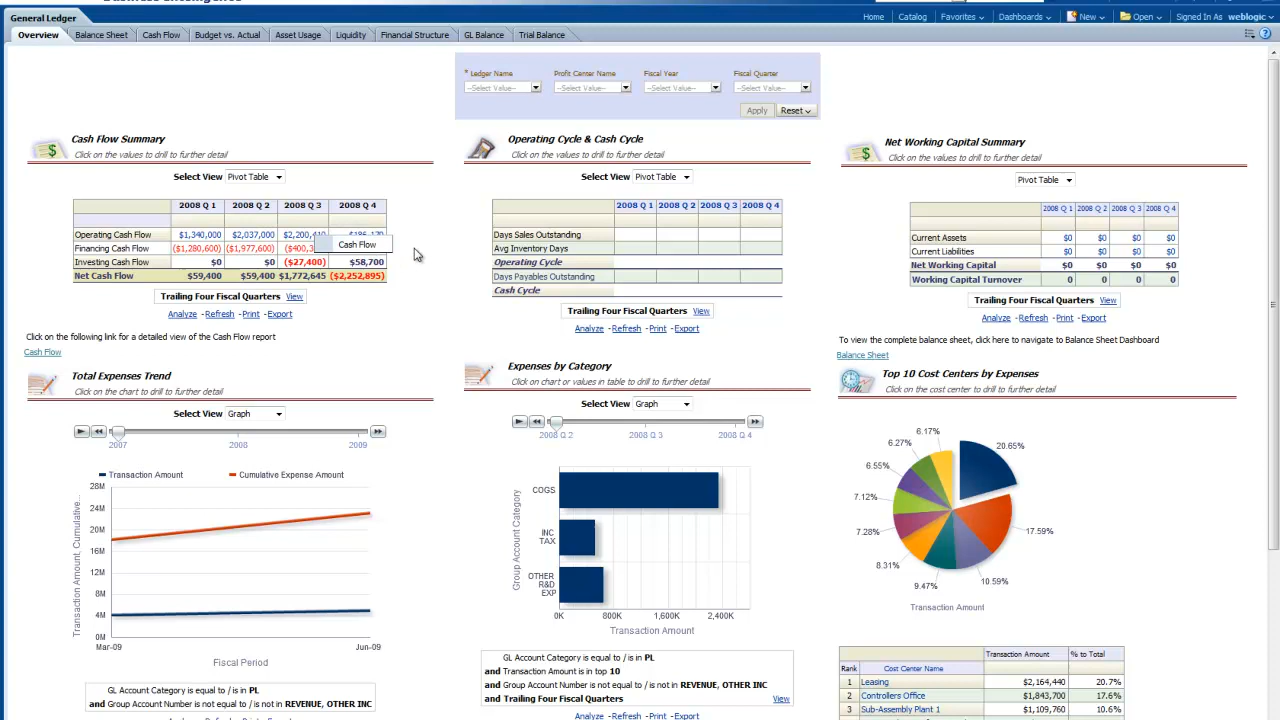 General Ledger
Home Catalog Favorites Dashboards New Open Signed In As weblogic
Overview Balance Sheet Cash Flow Budget vs. Actual Asset Usage Liquidity Financial Structure GL Balance Trial Balance
* Ledger Name Profit Center Name Fiscal Year Fiscal Quarter
--Select Value-- --Select Value-- --Select Value-- --Select Value--
Apply Reset
Cash Flow Summary
Click on the values to drill to further detail
Select View Pivot Table
2008 Q 1 2008 Q 2 2008 Q 3 2008 Q 4
Operating Cash Flow $1,340,000 $2,037,000
Financing Cash Flow ($1,280,600) ($1,977,600)
Cash Flow
Investing Cash Flow $0 $0 ($27,400) $58,700
Net Cash Flow $59,400 $59,400 $1,772,645 ($2,252,895)
Trailing Four Fiscal Quarters View
Analyze - Refresh - Print - Export
Click on the following link for a detailed view of the Cash Flow report
Cash Flow
Operating Cycle & Cash Cycle
Click on the values to drill to further detail
Select View Pivot Table
2008 Q 1 2008 Q 2 2008 Q 3 2008 Q 4
Days Sales Outstanding
Avg Inventory Days
Operating Cycle
Days Payables Outstanding
Cash Cycle
Trailing Four Fiscal Quarters View
Analyze - Refresh - Print - Export
Net Working Capital Summary
Click on the values to drill to further detail
Pivot Table
2008 Q 1 2008 Q 2 2008 Q 3 2008 Q 4
Current Assets $0 $0 $0 $0
Current Liabilities $0 $0 $0 $0
Net Working Capital $0 $0 $0 $0
Working Capital Turnover 0 0 0 0
Trailing Four Fiscal Quarters View
Analyze - Refresh - Print - Export
To view the complete balance sheet, click here to navigate to Balance Sheet Dashboard
Balance Sheet
Total Expenses Trend
Click on the chart to drill to further detail
Select View Graph
2007 2008 2009
Transaction Amount Cumulative Expense Amount
Transaction Amount, Cumulative...
28M
24M
20M
16M
12M
8M
4M
0M
Mar-09 Jun-09
Fiscal Period
GL Account Category is equal to / is in PL
and Group Account Number is not equal to / is not in REVENUE, OTHER INC
Expenses by Category
Click on chart or values in table to drill to further detail
Select View Graph
2008 Q 2 2008 Q 3 2008 Q 4
Group Account Category
COGS
INC
TAX
OTHER
R&D
EXP
0K 800K 1,600K 2,400K
Transaction Amount
GL Account Category is equal to / is in PL
and Transaction Amount is in top 10
and Group Account Number is not equal to / is not in REVENUE, OTHER INC
and Trailing Four Fiscal Quarters View
Analyze - Refresh - Print - Export
Top 10 Cost Centers by Expenses
Click on the cost center to drill to further detail
6.17%
20.65%
6.27%
6.55%
7.12%
7.28%
17.59%
8.31%
9.47%
10.59%
Transaction Amount
Transaction Amount % to Total
Rank Cost Center Name
1 Leasing $2,164,440 20.7%
2 Controllers Office $1,843,700 17.6%
3 Sub-Assembly Plant 1 $1,109,760 10.6%